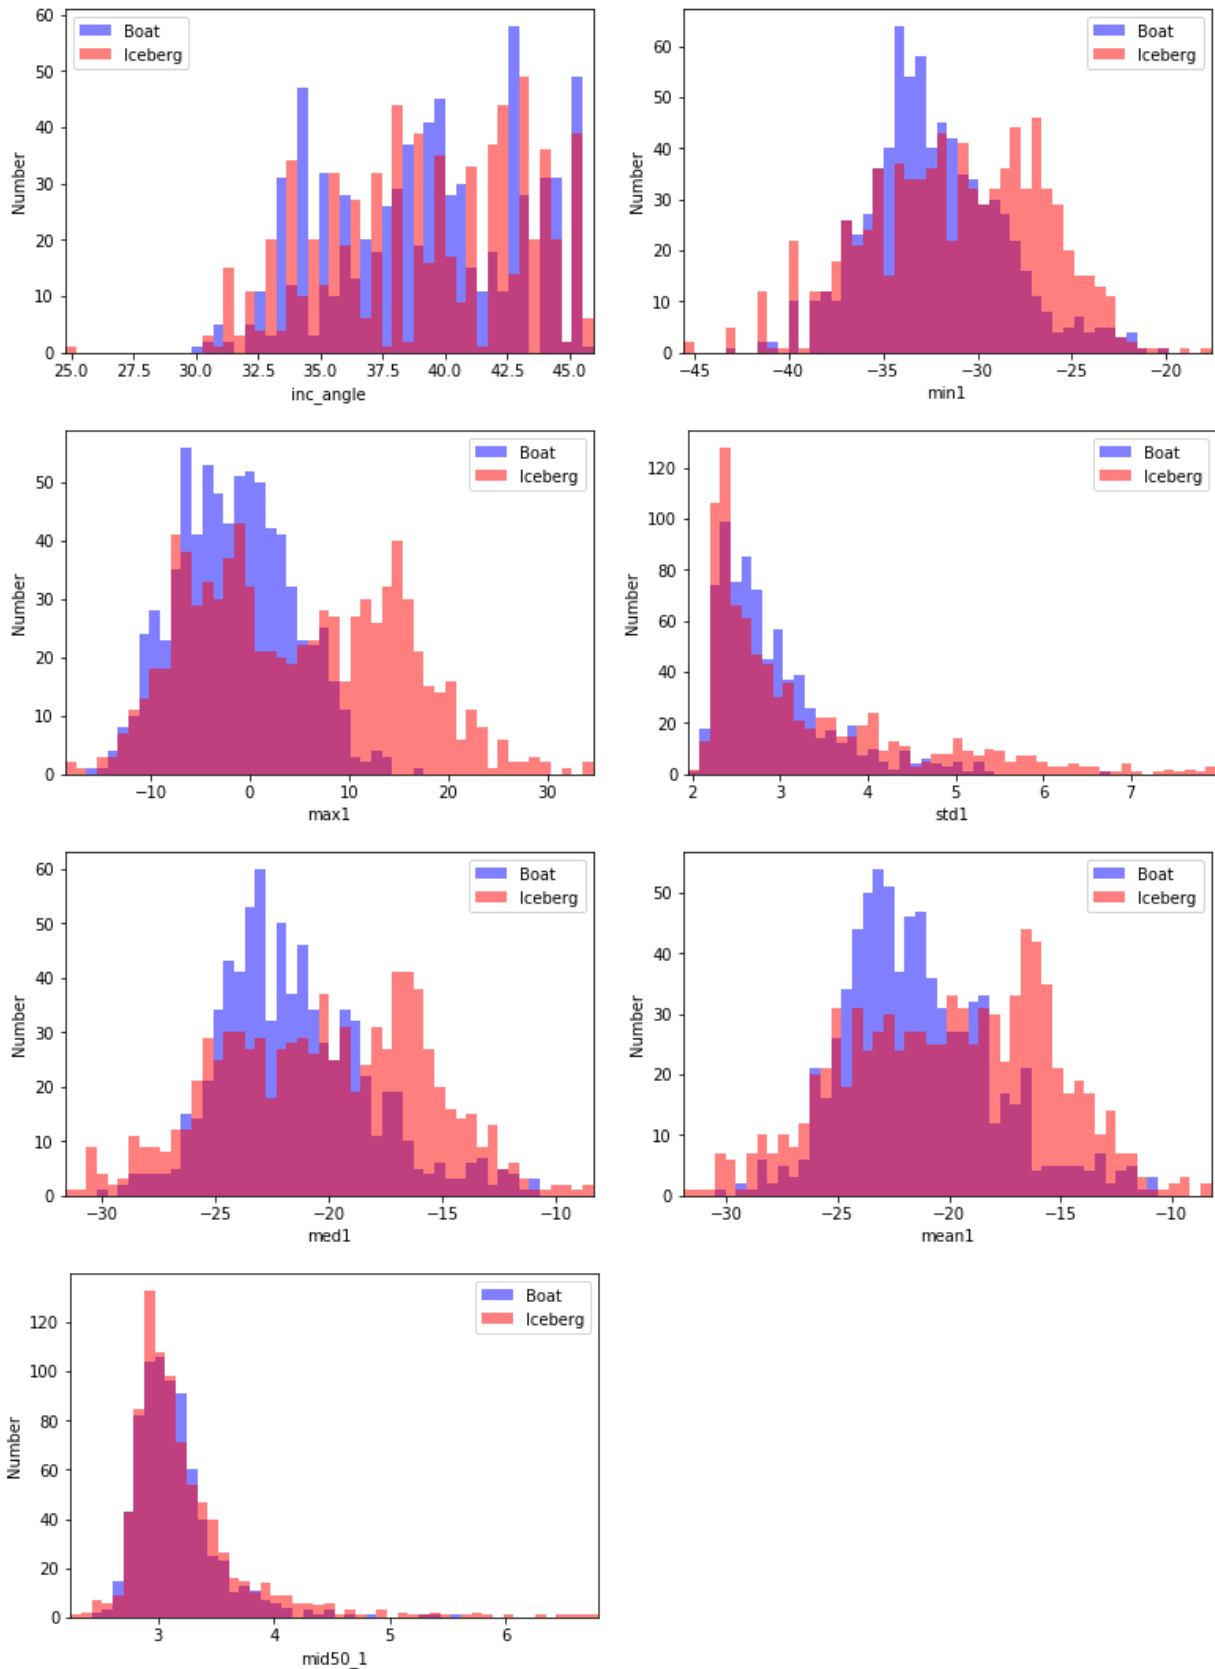 60
50
40
30
20
10
0
Number
Boat
Iceberg
25.0 27.5 30.0 32.5 35.0 37.5 40.0 42.5 45.0
inc_angle
60
50
40
30
20
10
0
Number
Boat
Iceberg
−45 −40 −35 −30 −25 −20
min1
50
40
30
20
10
0
Number
Boat
Iceberg
−10 0 10 20 30
max1
120
100
80
60
40
20
0
Number
Boat
Iceberg
2 3 4 5 6 7
std1
60
50
40
30
20
10
0
Number
Boat
Iceberg
−30 −25 −20 −15 −10
med1
50
40
30
20
10
0
Number
Boat
Iceberg
−30 −25 −20 −15 −10
mean1
120
100
80
60
40
20
0
Number
Boat
Iceberg
3 4 5 6
mid50_1